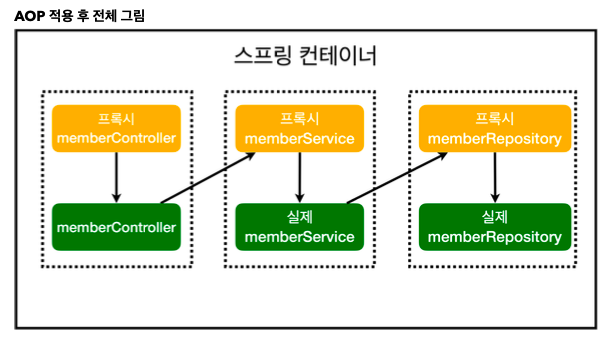 AOP 적용 후 전체 그림
스프링 컨테이너
프록시
memberController
프록시
memberService
프록시
memberRepository
memberController
실제
memberService
실제
memberRepository